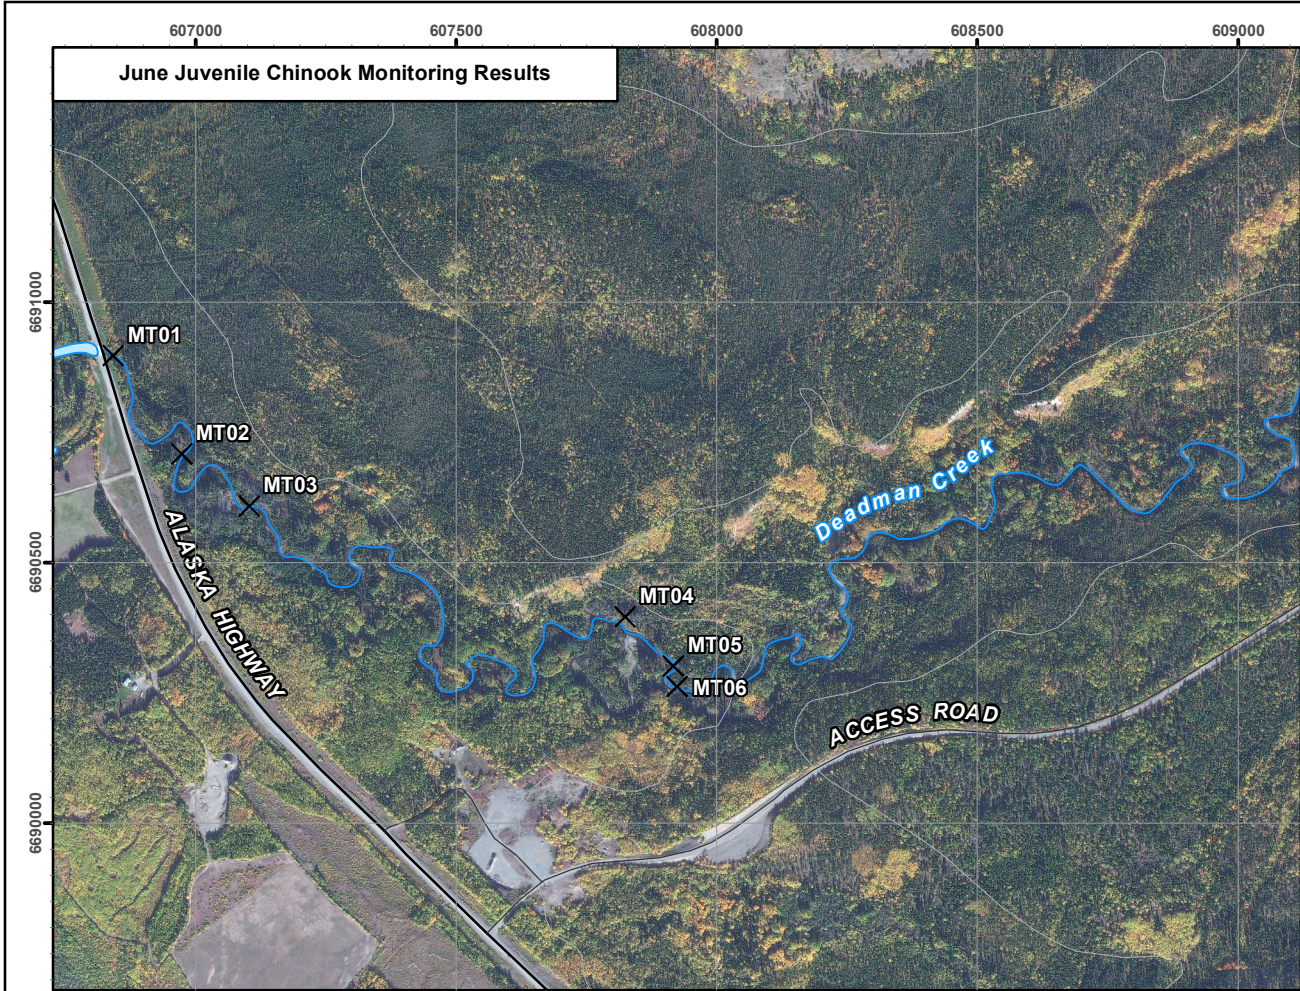 607000 607500 608000 608500 609000
June Juvenile Chinook Monitoring Results
6691000
MT01
MT02
MT03
Deadman Creek
ALASKA HIGHWAY
6690500
MT04
MT05
MT06
ACCESS ROAD
6690000